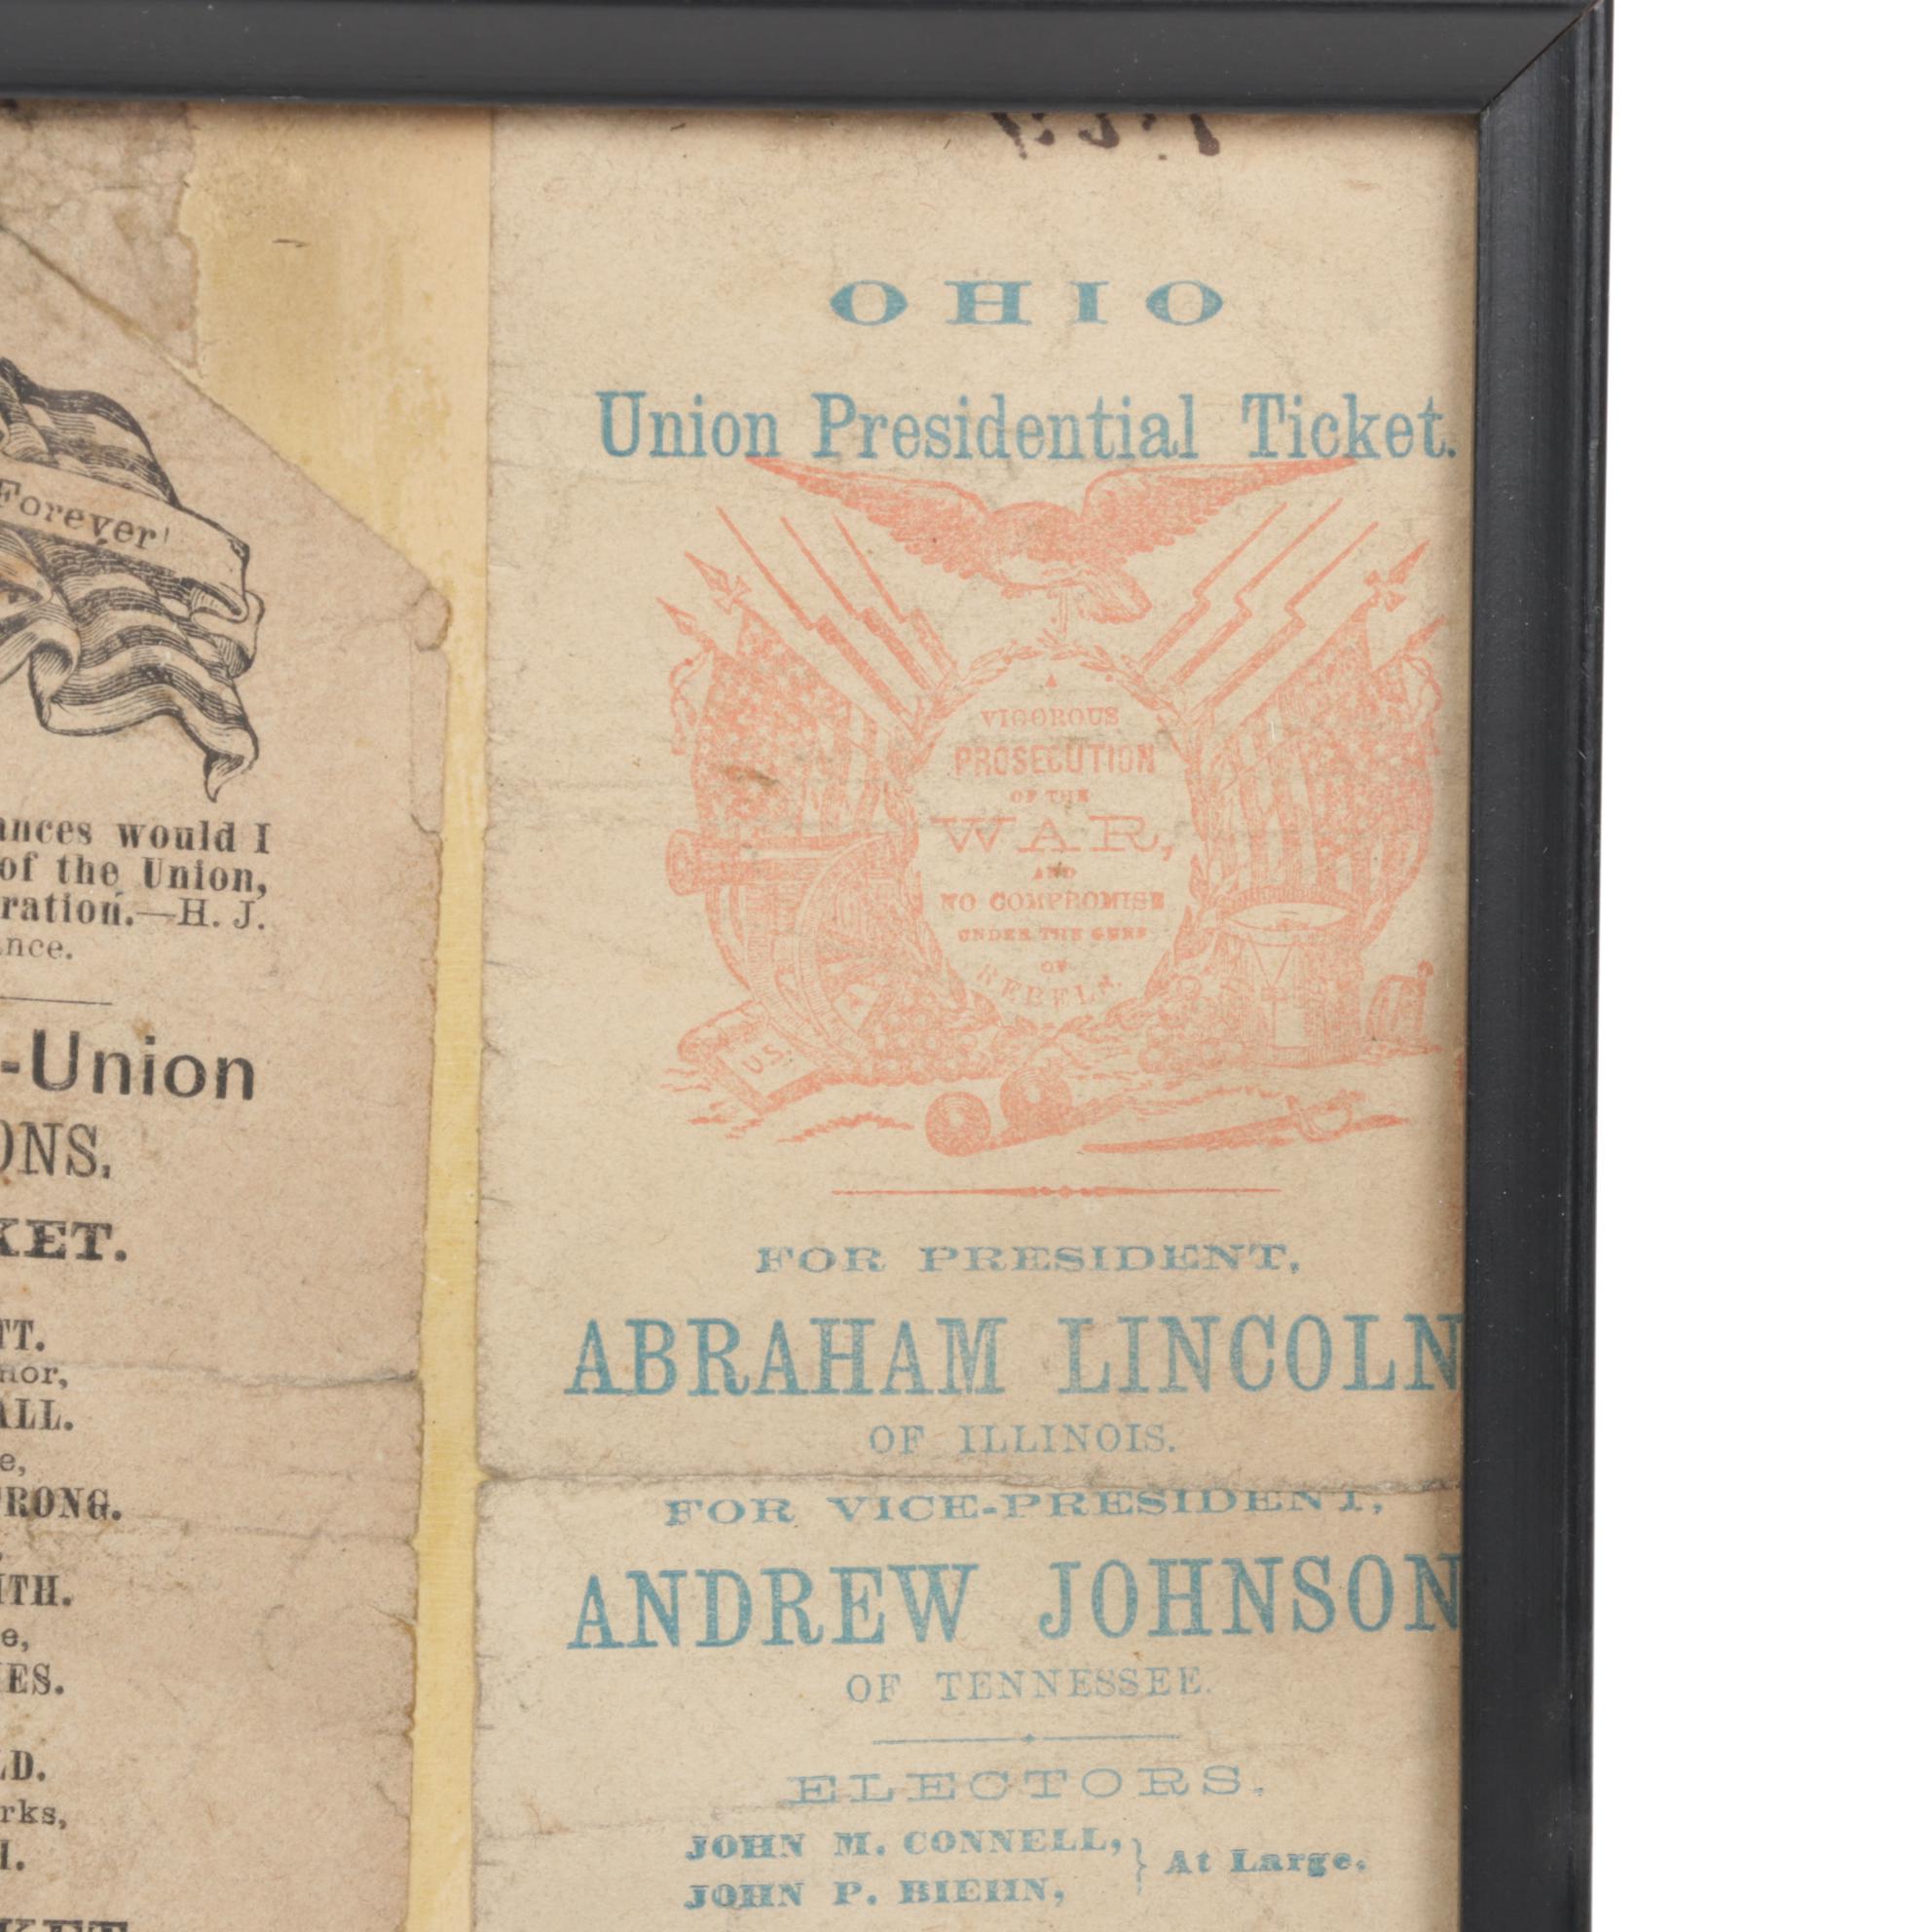 Forever!
ances would I
of the Union,
ration.—H. J.
nce.
-Union
ONS.
KET.
TT.
nor,
ALL.
e,
RONG.
ITH.
e,
ES.
LD.
rks,
H.
KET
OHIO
Union Presidential Ticket.
VIGOROUS
PROSECUTION
OF THE
WAR,
AND
NO COMPROMISE
UNDER THE GUNS
OF
REBELS.
U.S.
FOR PRESIDENT,
ABRAHAM LINCOLN
OF ILLINOIS.
FOR VICE-PRESIDENT,
ANDREW JOHNSON
OF TENNESSEE.
ELECTORS.
JOHN M. CONNELL, } At Large.
JOHN P. BIEHN,